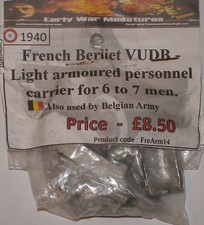 Early War Miniatures
1940
French Berliet VUDB -
Light armoured personnel
carrier for 6 to 7 men.
Also used by Belgian Army
Price - £8.50
Product code : FreArm14